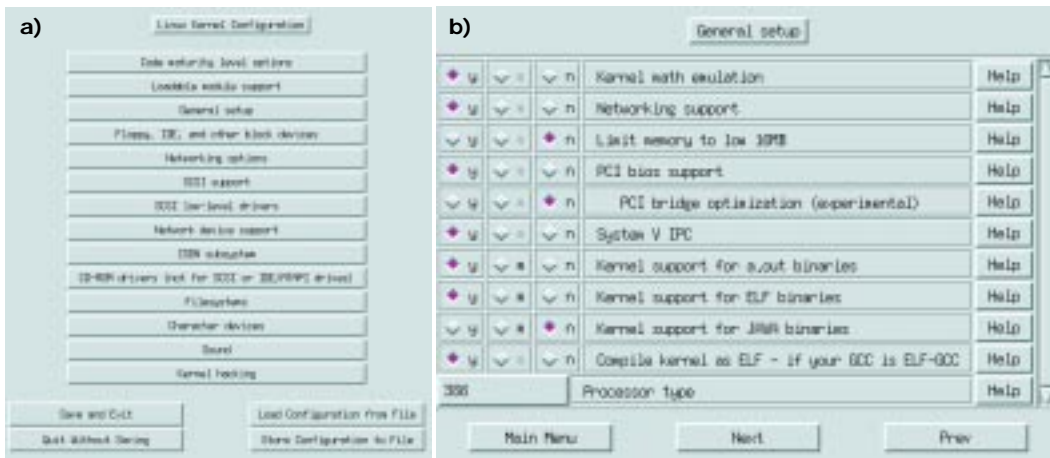 a)
Linux Kernel Configuration
Code maturity level options
Loadable module support
General setup
Floppy, IDE, and other block devices
Networking options
SCSI support
SCSI low-level drivers
Network device support
ISDN subsystem
CD-ROM drivers (not for SCSI or IDE/ATAPI drives)
Filesystems
Character devices
Sound
Kernel hacking
Save and Exit
Load Configuration from File
Quit Without Saving
Store Configuration to File
b)
General setup
y n Kernel math emulation Help
y n Networking support Help
y n Limit memory to low 16MB Help
y n PCI bios support Help
y n PCI bridge optimization (experimental) Help
y n System V IPC Help
y m n Kernel support for a.out binaries Help
y m n Kernel support for ELF binaries Help
y m n Kernel support for JAVA binaries Help
y n Compile kernel as ELF - if your GCC is ELF-GCC Help
386 Processor type Help
Main Menu Next Prev